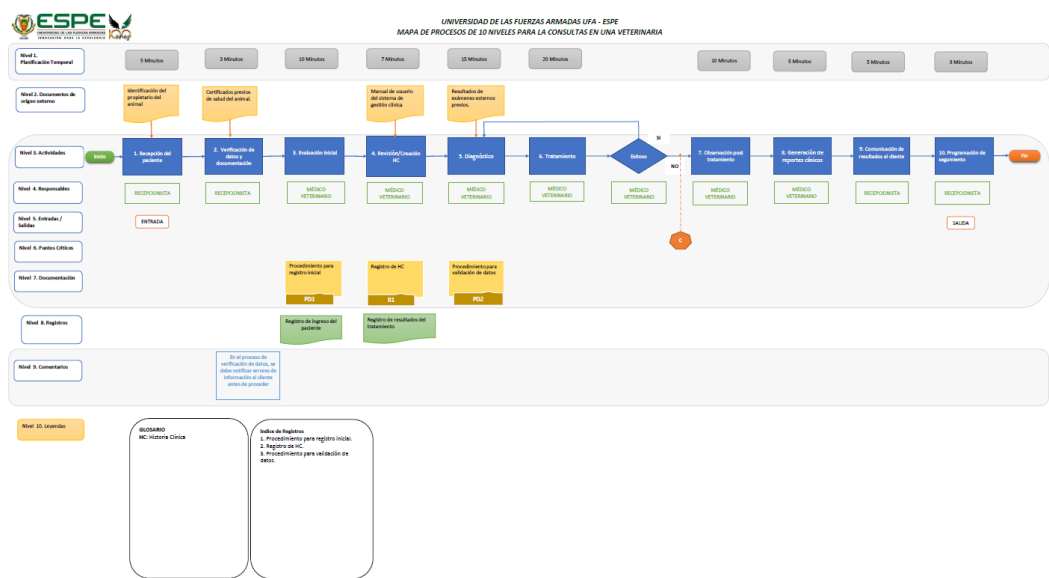 ESPE
UNIVERSIDAD DE LAS FUERZAS ARMADAS
INNOVACIÓN PARA LA EXCELENCIA
UNIVERSIDAD DE LAS FUERZAS ARMADAS UFA - ESPE
MAPA DE PROCESOS DE 10 NIVELES PARA LA CONSULTAS EN UNA VETERINARIA
Nivel 1.
Planificación Temporal
5 Minutos
3 Minutos
10 Minutos
7 Minutos
15 Minutos
20 Minutos
10 Minutos
5 Minutos
5 Minutos
3 Minutos
Nivel 2. Documentos de
origen externo
Identificación del
propietario del
animal
Certificados previos
de salud del animal.
Manual de usuario
del sistema de
gestión clínica
Resultados de
exámenes externos
previos.
Nivel 3. Actividades
Inicio
1. Recepción del
paciente
2. Verificación de
datos y
documentación
3. Evaluación inicial
4. Revisión/Creación
HC
5. Diagnóstico
6. Tratamiento
Exitoso
SI
NO
7. Observación post
tratamiento
8. Generación de
reportes clínicos
9. Comunicación de
resultados al cliente
10. Programación de
seguimiento
Fin
Nivel 4. Responsables
RECEPCIONISTA
RECEPCIONISTA
MÉDICO
VETERINARIO
MÉDICO
VETERINARIO
MÉDICO
VETERINARIO
MÉDICO
VETERINARIO
MÉDICO
VETERINARIO
MÉDICO
VETERINARIO
MÉDICO
VETERINARIO
RECEPCIONISTA
RECEPCIONISTA
Nivel 5. Entradas /
Salidas
ENTRADA
SALIDA
Nivel 6. Puntos Críticos
C
Nivel 7. Documentación
Procedimiento para
registro inicial
PD1
Registro de HC
R1
Procedimiento para
validación de datos
PD2
Nivel 8. Registros
Registro de ingreso del
paciente
Registro de resultados del
tratamiento
Nivel 9. Comentarios
En el proceso de
verificación de datos, se
debe notificar errores de
información al cliente
antes de proceder
Nivel 10. Leyendas
GLOSARIO
HC: Historia Clínica
Indice de Registros
1. Procedimiento para registro inicial.
2. Registro de HC.
3. Procedimiento para validación de
datos.